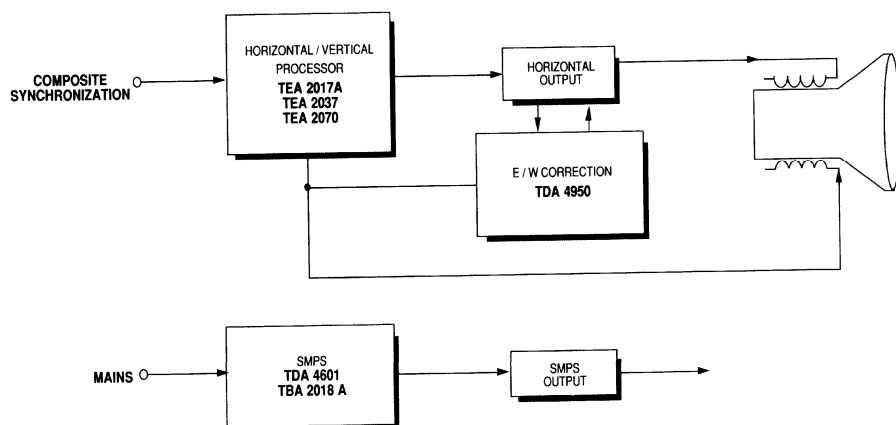 HORIZONTAL / VERTICAL
PROCESSOR
TEA 2017A
TEA 2037
TEA 2070
COMPOSITE
SYNCHRONIZATION
HORIZONTAL
OUTPUT
E / W CORRECTION
TDA 4950
MAINS
SMPS
TDA 4601
TBA 2018 A
SMPS
OUTPUT